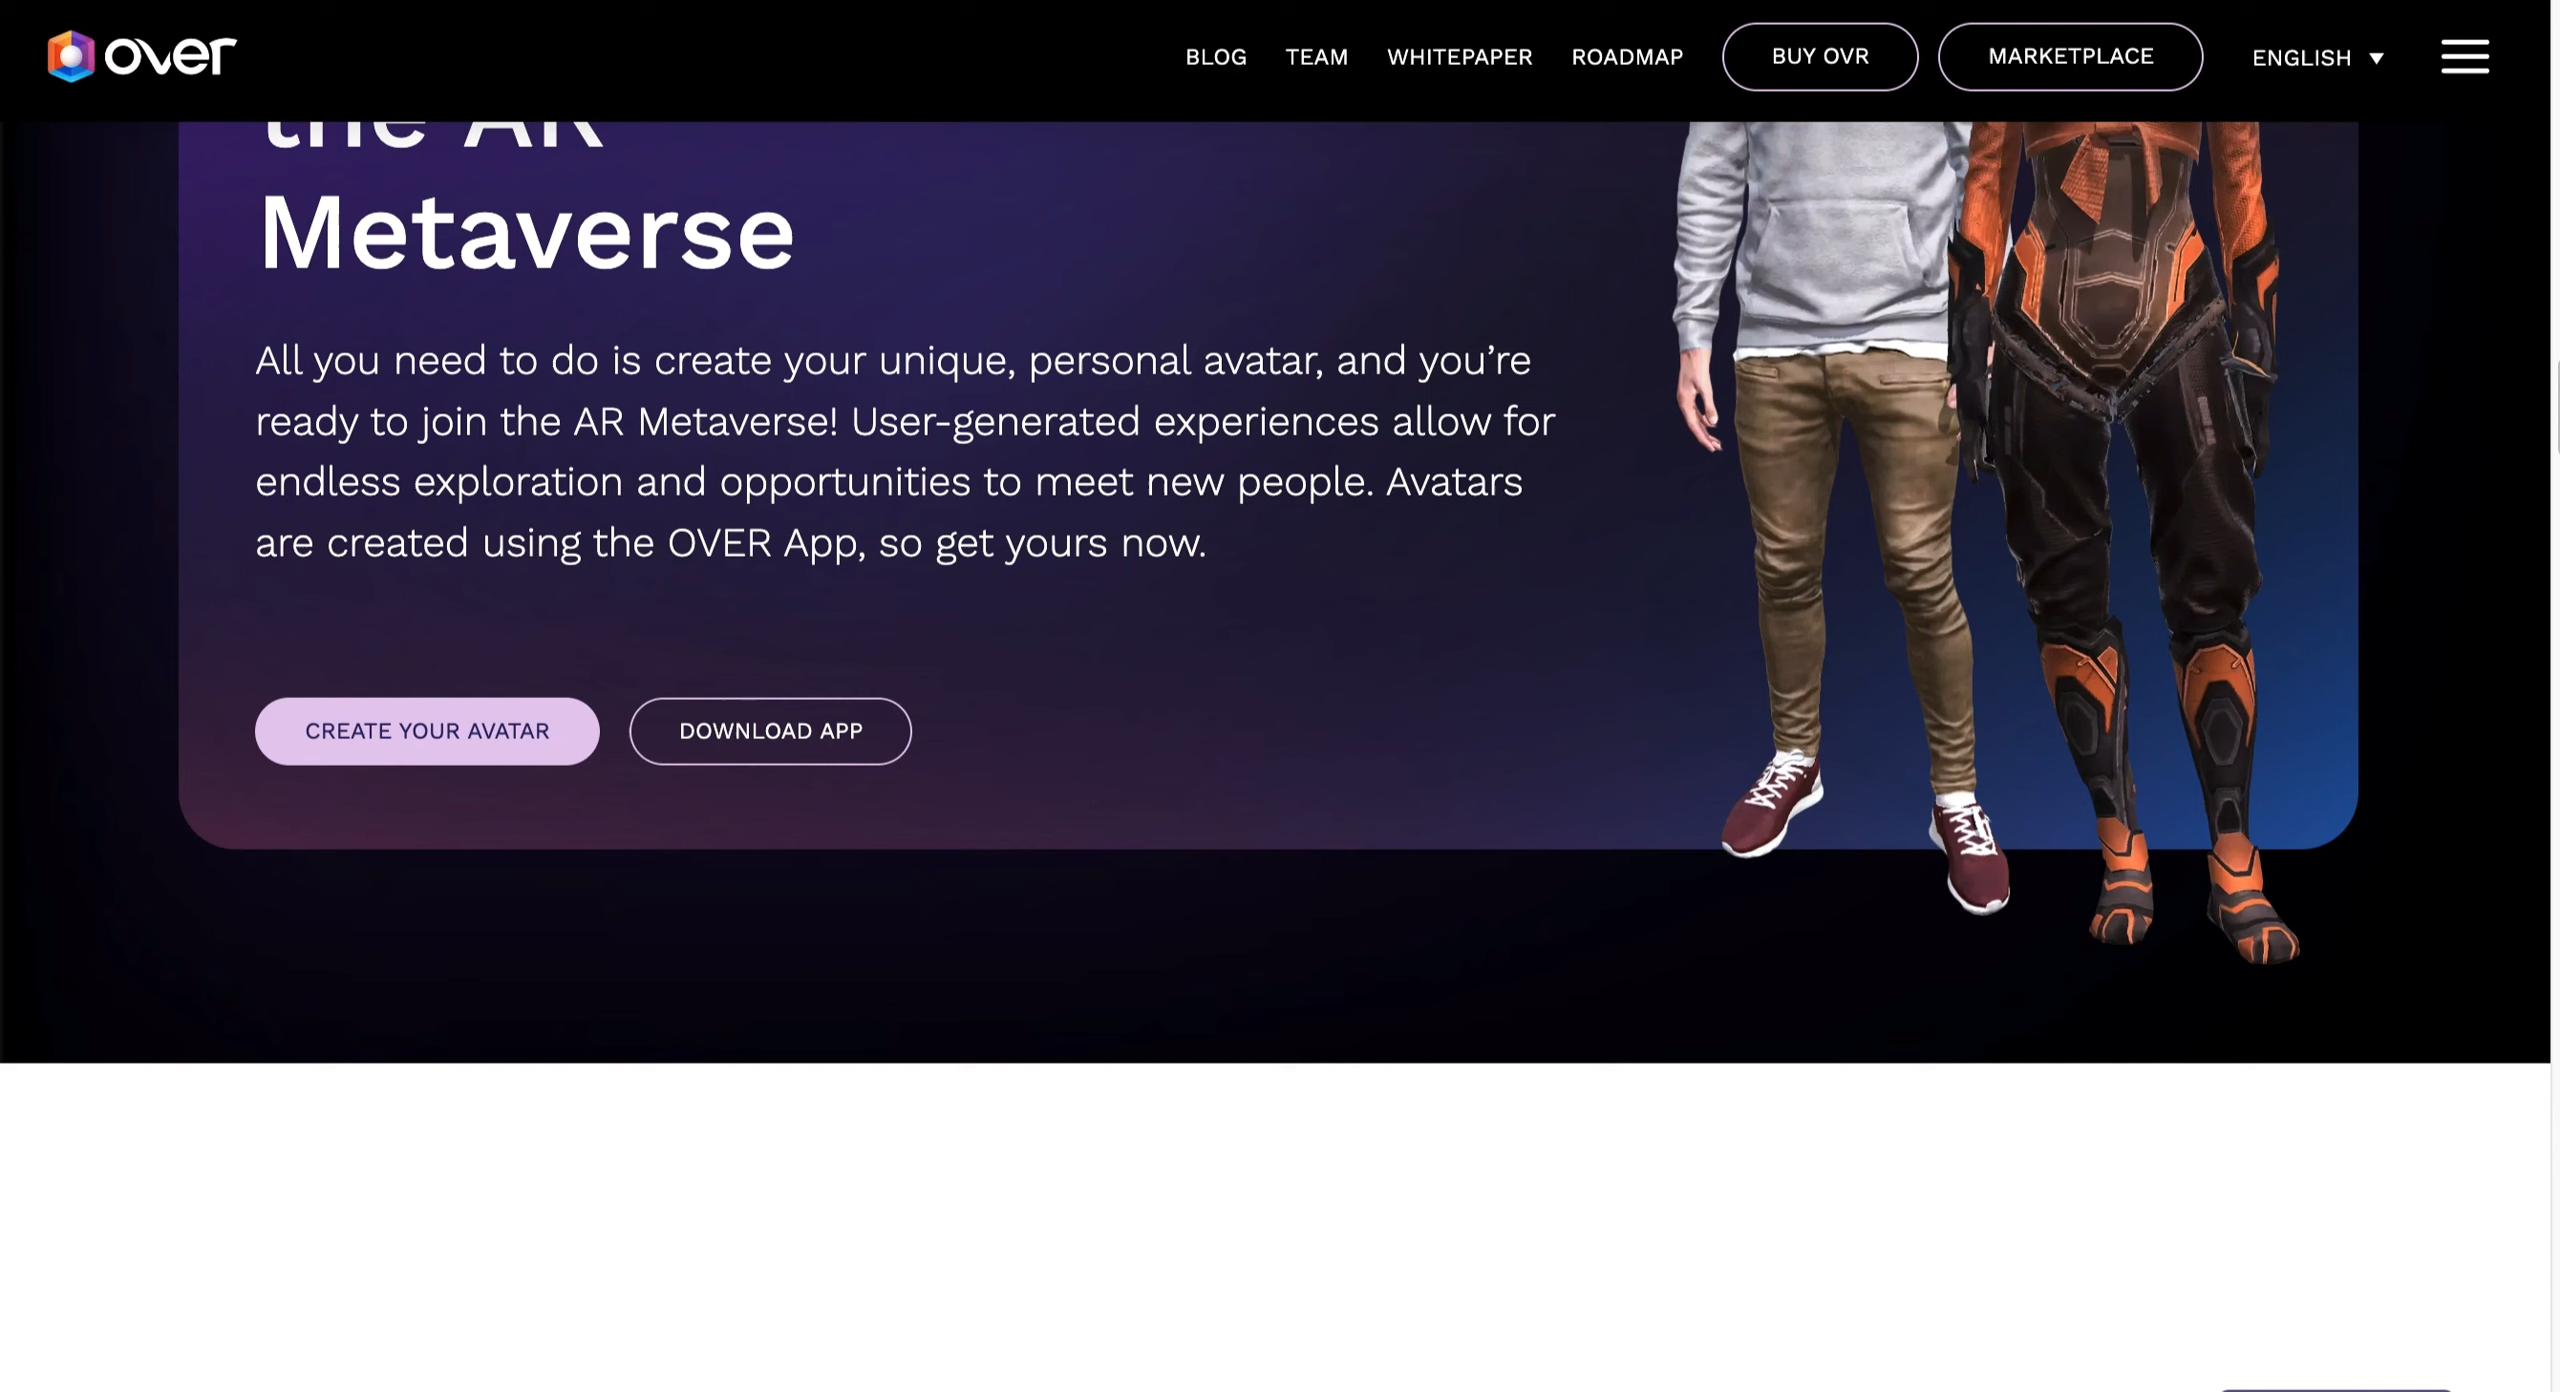 over
BLOG TEAM WHITEPAPER ROADMAP BUY OVR MARKETPLACE ENGLISH
the AR
Metaverse
All you need to do is create your unique, personal avatar, and you’re
ready to join the AR Metaverse! User-generated experiences allow for
endless exploration and opportunities to meet new people. Avatars
are created using the OVER App, so get yours now.
CREATE YOUR AVATAR DOWNLOAD APP